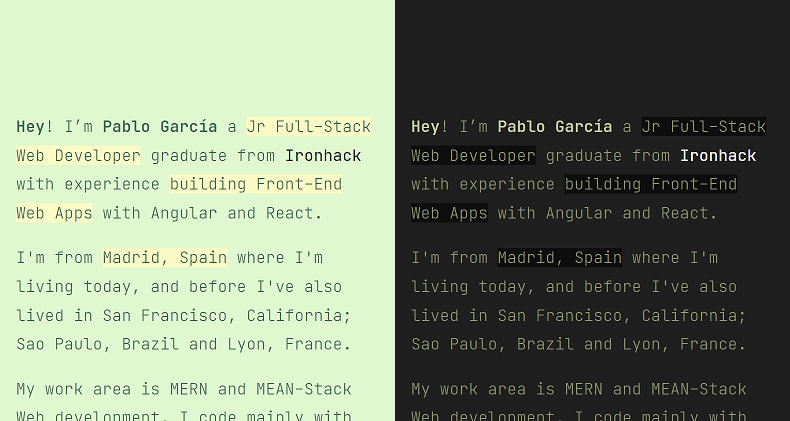 Hey! I’m Pablo García a Jr Full-Stack
Web Developer graduate from Ironhack
with experience building Front-End
Web Apps with Angular and React.
I'm from Madrid, Spain where I'm
living today, and before I've also
lived in San Francisco, California;
Sao Paulo, Brazil and Lyon, France.
My work area is MERN and MEAN-Stack
Web development. I code mainly with
Hey! I’m Pablo García a Jr Full-Stack
Web Developer graduate from Ironhack
with experience building Front-End
Web Apps with Angular and React.
I'm from Madrid, Spain where I'm
living today, and before I've also
lived in San Francisco, California;
Sao Paulo, Brazil and Lyon, France.
My work area is MERN and MEAN-Stack
Web development. I code mainly with